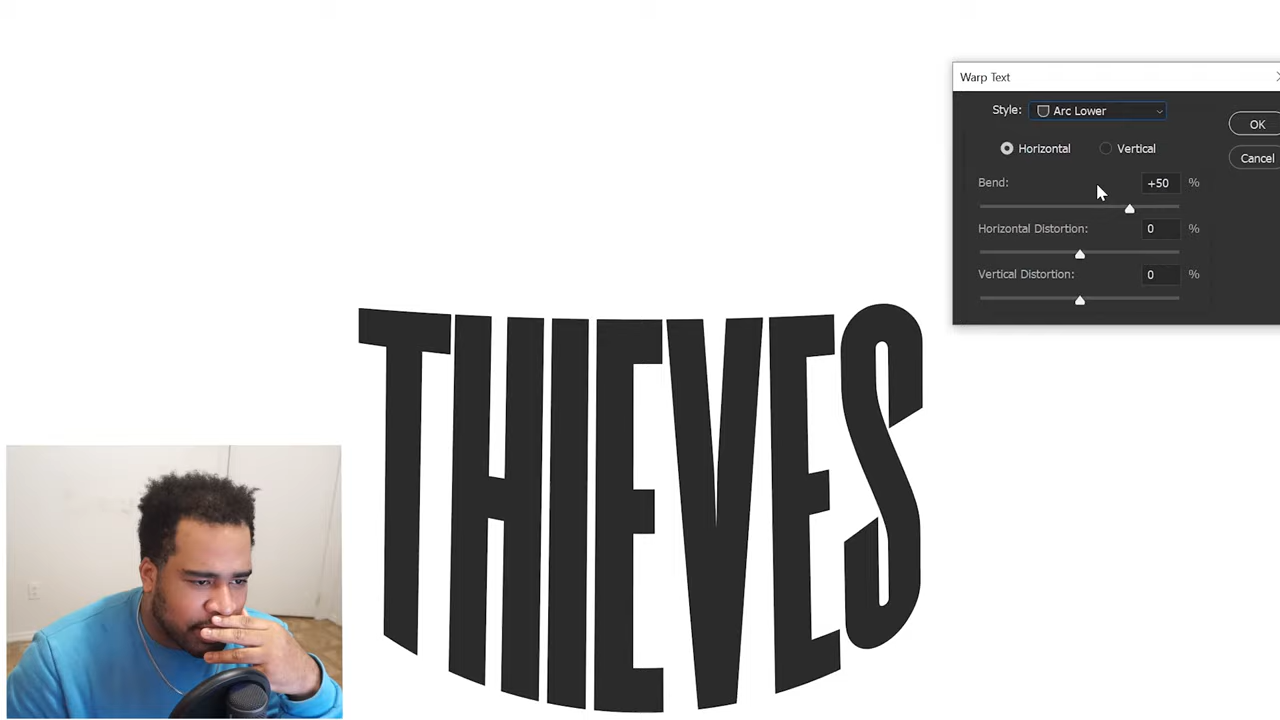 Warp Text
Style: Arc Lower
OK
Horizontal Vertical
Cancel
Bend: +50 %
Horizontal Distortion: 0 %
Vertical Distortion: 0 %
THIEVES